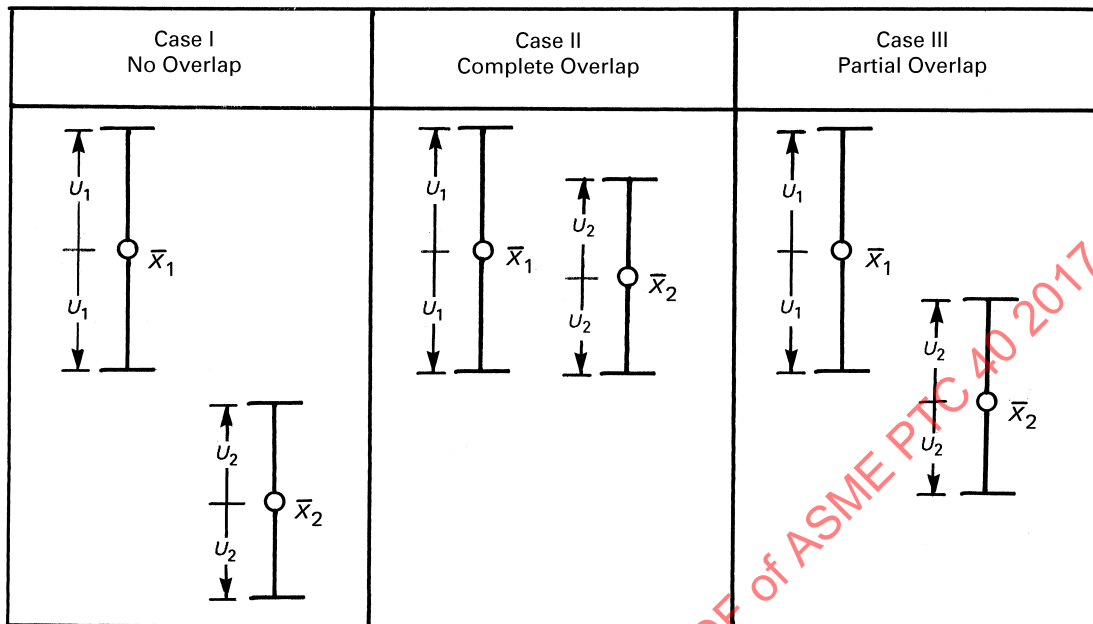 Case I
No Overlap
Case II
Complete Overlap
Case III
Partial Overlap
U₁
X̅₁
U₁
U₂
X̅₂
U₂
U₁
X̅₁
U₁
U₂
X̅₂
U₂
U₁
X̅₁
U₁
U₂
X̅₂
U₂
of ASME PTC 40 2017